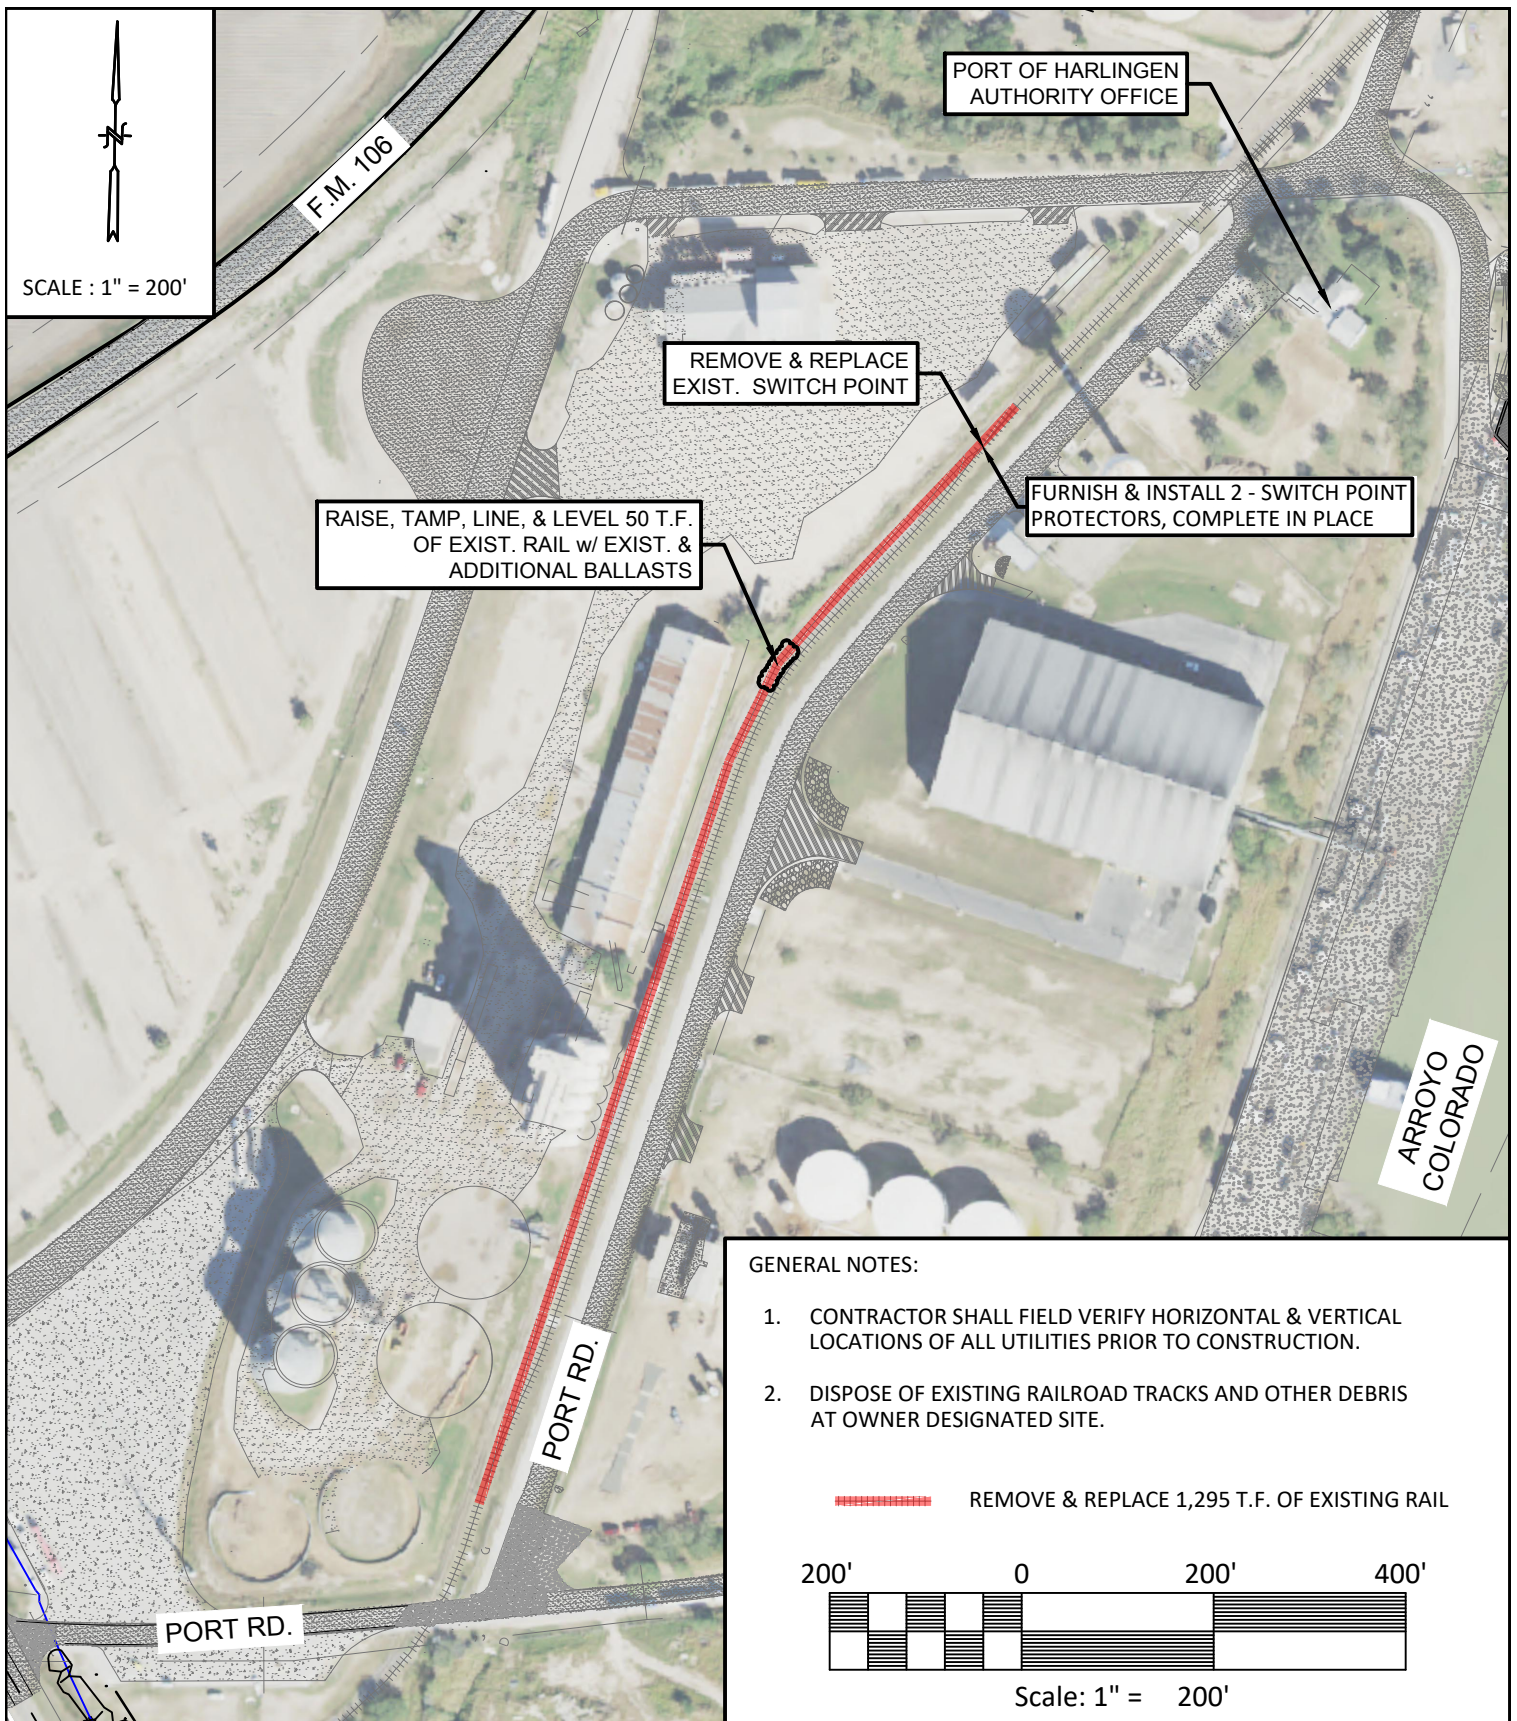 SCALE : 1" = 200'
F.M. 106
PORT OF HARLINGEN
AUTHORITY OFFICE
REMOVE & REPLACE
EXIST. SWITCH POINT
FURNISH & INSTALL 2 - SWITCH POINT
PROTECTORS, COMPLETE IN PLACE
RAISE, TAMP, LINE, & LEVEL 50 T.F.
OF EXIST. RAIL w/ EXIST. &
ADDITIONAL BALLASTS
ARROYO
COLORADO
PORT RD.
PORT RD.
GENERAL NOTES:
1. CONTRACTOR SHALL FIELD VERIFY HORIZONTAL & VERTICAL
LOCATIONS OF ALL UTILITIES PRIOR TO CONSTRUCTION.
2. DISPOSE OF EXISTING RAILROAD TRACKS AND OTHER DEBRIS
AT OWNER DESIGNATED SITE.
REMOVE & REPLACE 1,295 T.F. OF EXISTING RAIL
200' 0 200' 400'
Scale: 1" = 200'